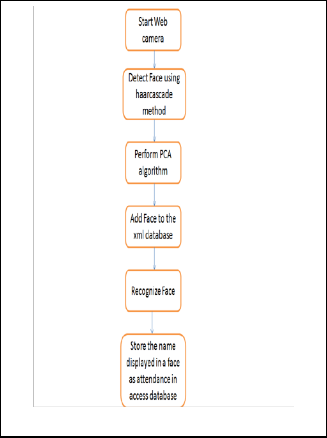 Start Web
camera
Detect Face using
haarcascade
method
Perform PCA
algorithm
Add Face to the
xml database
Recognize Face
Store the name
displayed in a face
as attendance in
access database